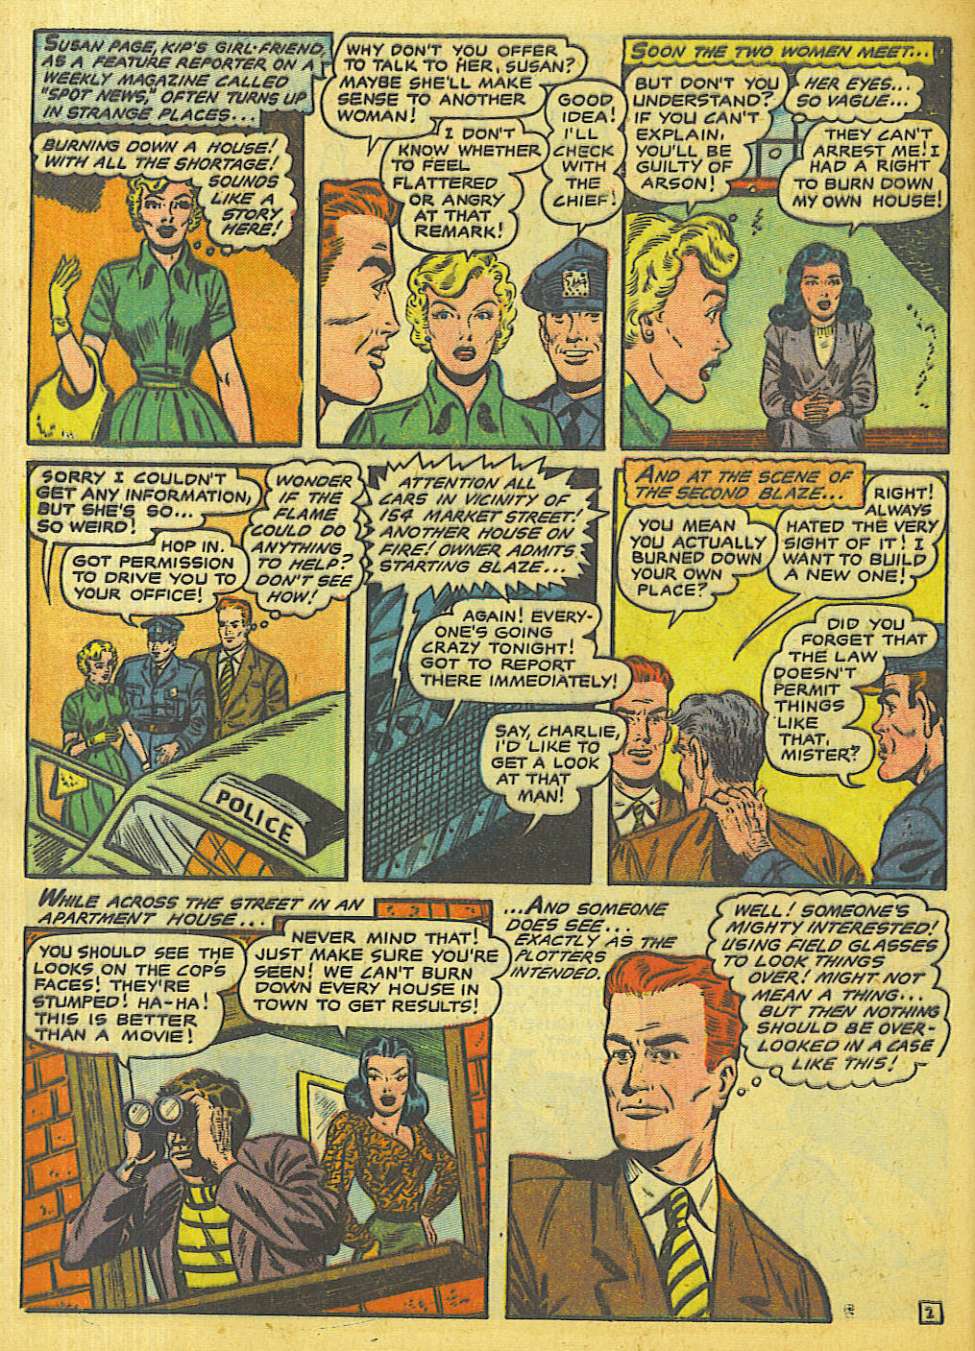 SUSAN PAGE, KIP'S GIRL-FRIEND,
AS A FEATURE REPORTER ON A
WEEKLY MAGAZINE CALLED
"SPOT NEWS," OFTEN TURNS UP
IN STRANGE PLACES...
BURNING DOWN A HOUSE!
WITH ALL THE SHORTAGE!
SOUNDS
LIKE A
STORY
HERE!
WHY DON'T YOU OFFER
TO TALK TO HER, SUSAN?
MAYBE SHE'LL MAKE
SENSE TO ANOTHER
WOMAN!
I DON'T
KNOW WHETHER
TO FEEL
FLATTERED
OR ANGRY
AT THAT
REMARK!
GOOD
IDEA!
I'LL
CHECK
WITH
THE
CHIEF!
SOON THE TWO WOMEN MEET...
BUT DON'T YOU
UNDERSTAND?
IF YOU CAN'T
EXPLAIN,
YOU'LL BE
GUILTY OF
ARSON!
HER EYES...
SO VAGUE...
THEY CAN'T
ARREST ME! I
HAD A RIGHT
TO BURN DOWN
MY OWN HOUSE!
SORRY I COULDN'T
GET ANY INFORMATION,
BUT SHE'S SO...
SO WEIRD!
HOP IN.
GOT PERMISSION
TO DRIVE YOU TO
YOUR OFFICE!
WONDER
IF THE
FLAME
COULD DO
ANYTHING
TO HELP?
DON'T SEE
HOW!
POLICE
ATTENTION ALL
CARS IN VICINITY OF
154 MARKET STREET!
ANOTHER HOUSE ON
FIRE! OWNER ADMITS
STARTING BLAZE...
AGAIN! EVERY-
ONE'S GOING
CRAZY TONIGHT!
GOT TO REPORT
THERE IMMEDIATELY!
SAY, CHARLIE,
I'D LIKE TO
GET A LOOK
AT THAT
MAN!
AND AT THE SCENE OF
THE SECOND BLAZE...
YOU MEAN
YOU ACTUALLY
BURNED DOWN
YOUR OWN
PLACE?
RIGHT!
ALWAYS
HATED THE VERY
SIGHT OF IT! I
WANT TO BUILD
A NEW ONE!
DID YOU
FORGET THAT
THE LAW
DOESN'T
PERMIT
THINGS
LIKE
THAT,
MISTER?
WHILE ACROSS THE STREET IN AN
APARTMENT HOUSE...
YOU SHOULD SEE THE
LOOKS ON THE COP'S
FACES! THEY'RE
STUMPED! HA-HA!
THIS IS BETTER
THAN A MOVIE!
NEVER MIND THAT!
JUST MAKE SURE YOU'RE
SEEN! WE CAN'T BURN
DOWN EVERY HOUSE IN
TOWN TO GET RESULTS!
...AND SOMEONE
DOES SEE...
EXACTLY AS THE
PLOTTERS
INTENDED.
WELL! SOMEONE'S
MIGHTY INTERESTED!
USING FIELD GLASSES
TO LOOK THINGS
OVER! MIGHT NOT
MEAN A THING...
BUT THEN NOTHING
SHOULD BE OVER-
LOOKED IN A CASE
LIKE THIS!
2